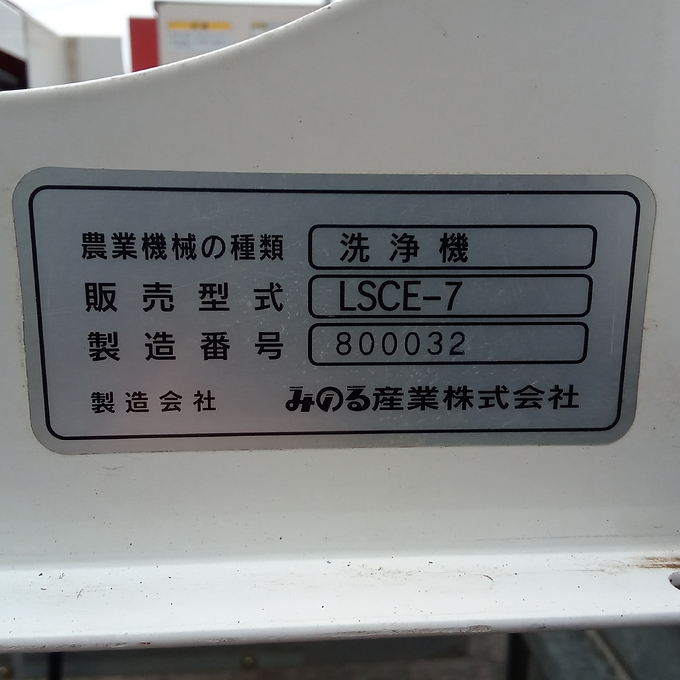 農業機械の種類 洗浄機
販売型式 LSCE-7
製造番号 800032
製造会社 みのる産業株式会社